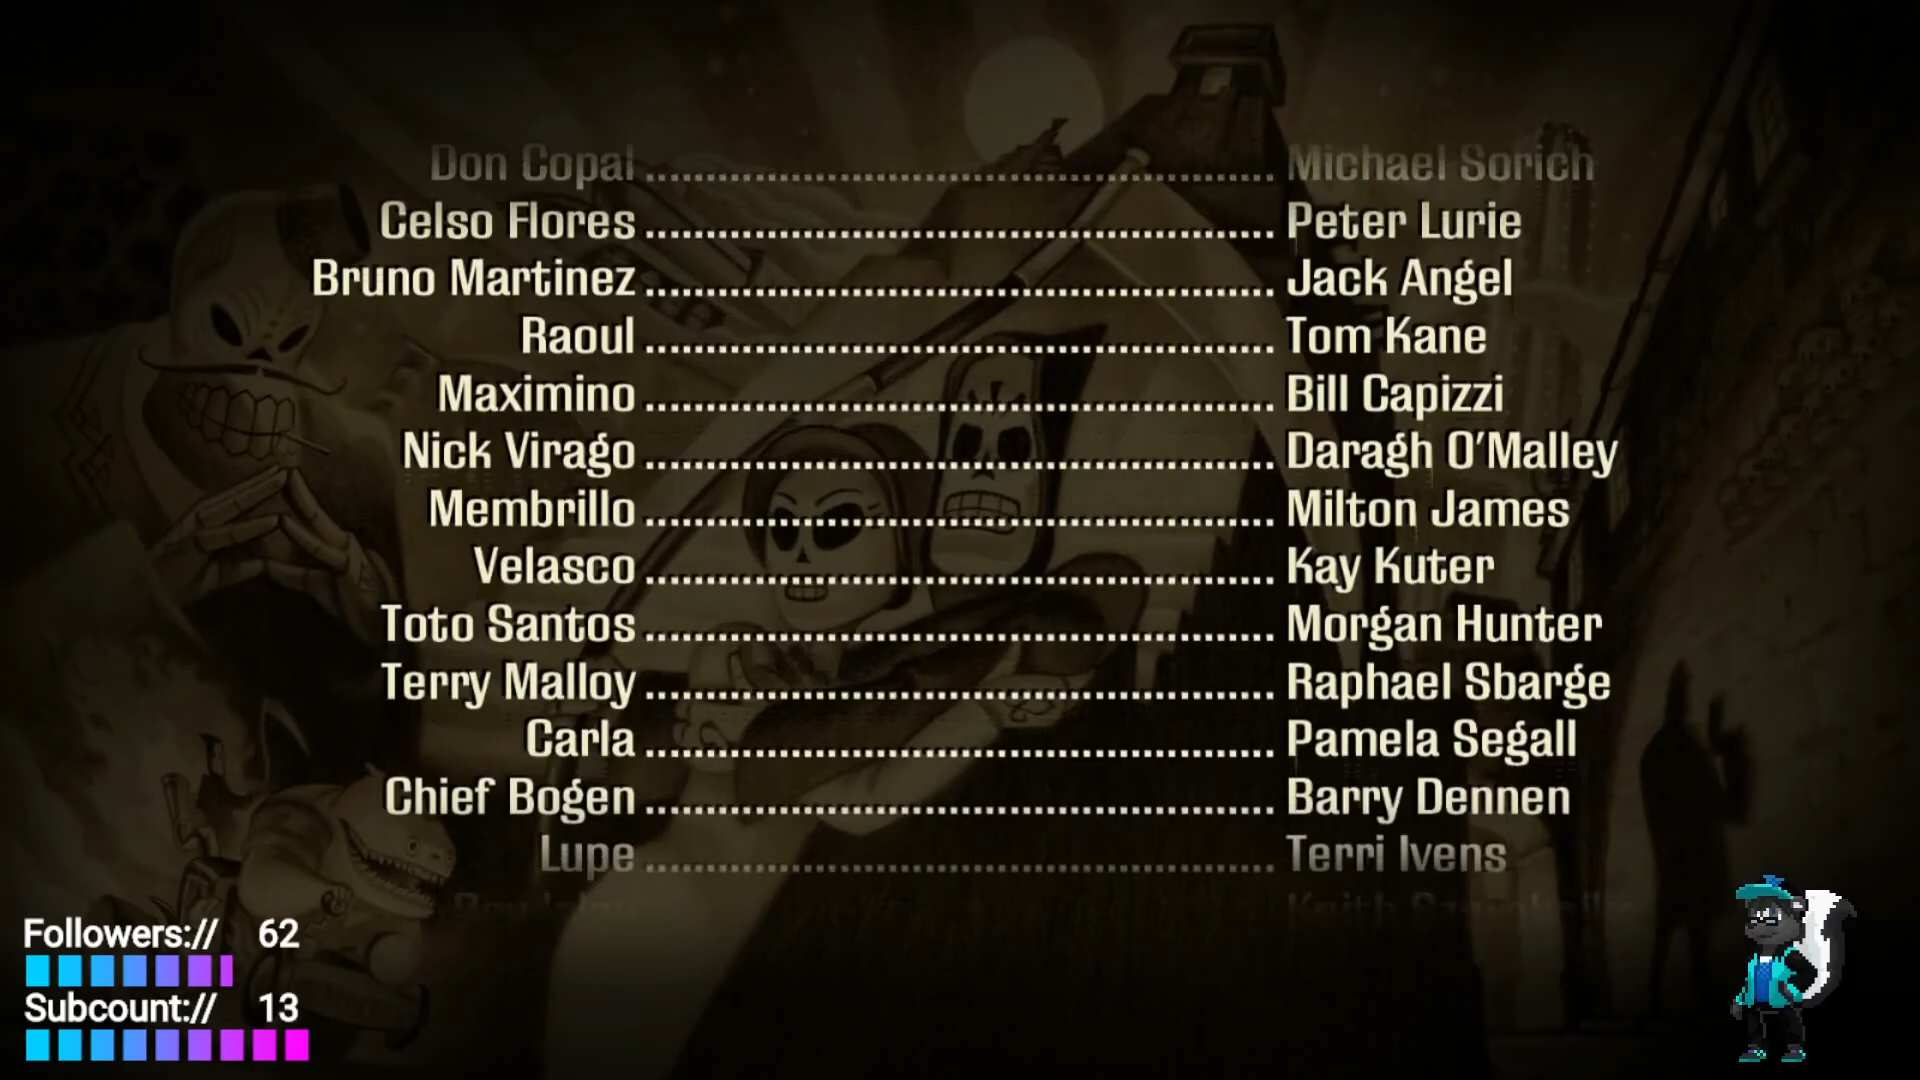 Don Copal .......... Michael Sorich
Celso Flores .......... Peter Lurie
Bruno Martinez .......... Jack Angel
Raoul .......... Tom Kane
Maximino .......... Bill Capizzi
Nick Virago .......... Daragh O'Malley
Membrillo .......... Milton James
Velasco .......... Kay Kuter
Toto Santos .......... Morgan Hunter
Terry Malloy .......... Raphael Sbarge
Carla .......... Pamela Segall
Chief Bogen .......... Barry Dennen
Lupe .......... Terri Ivens
Keith
Followers:// 62
Subcount:// 13